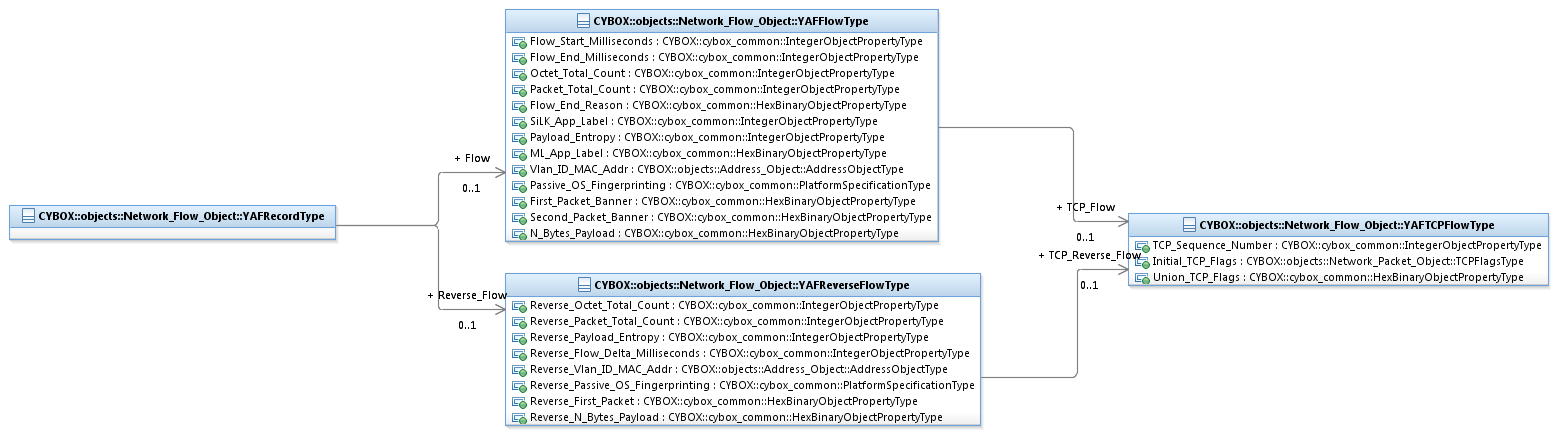 CYBOX::objects::Network_Flow_Object::YAFRecordType
+ Flow
0..1
+ Reverse_Flow
0..1
CYBOX::objects::Network_Flow_Object::YAFFlowType
Flow_Start_Milliseconds : CYBOX::cybox_common::IntegerObjectPropertyType
Flow_End_Milliseconds : CYBOX::cybox_common::IntegerObjectPropertyType
Octet_Total_Count : CYBOX::cybox_common::IntegerObjectPropertyType
Packet_Total_Count : CYBOX::cybox_common::IntegerObjectPropertyType
Flow_End_Reason : CYBOX::cybox_common::HexBinaryObjectPropertyType
SiLK_App_Label : CYBOX::cybox_common::IntegerObjectPropertyType
Payload_Entropy : CYBOX::cybox_common::IntegerObjectPropertyType
ML_App_Label : CYBOX::cybox_common::HexBinaryObjectPropertyType
Vlan_ID_MAC_Addr : CYBOX::objects::Address_Object::AddressObjectType
Passive_OS_Fingerprinting : CYBOX::cybox_common::PlatformSpecificationType
First_Packet_Banner : CYBOX::cybox_common::HexBinaryObjectPropertyType
Second_Packet_Banner : CYBOX::cybox_common::HexBinaryObjectPropertyType
N_Bytes_Payload : CYBOX::cybox_common::HexBinaryObjectPropertyType
CYBOX::objects::Network_Flow_Object::YAFReverseFlowType
Reverse_Octet_Total_Count : CYBOX::cybox_common::IntegerObjectPropertyType
Reverse_Packet_Total_Count : CYBOX::cybox_common::IntegerObjectPropertyType
Reverse_Payload_Entropy : CYBOX::cybox_common::IntegerObjectPropertyType
Reverse_Flow_Delta_Milliseconds : CYBOX::cybox_common::IntegerObjectPropertyType
Reverse_Vlan_ID_MAC_Addr : CYBOX::objects::Address_Object::AddressObjectType
Reverse_Passive_OS_Fingerprinting : CYBOX::cybox_common::PlatformSpecificationType
Reverse_First_Packet : CYBOX::cybox_common::HexBinaryObjectPropertyType
Reverse_N_Bytes_Payload : CYBOX::cybox_common::HexBinaryObjectPropertyType
+ TCP_Flow
0..1
+ TCP_Reverse_Flow
0..1
CYBOX::objects::Network_Flow_Object::YAFTCPFlowType
TCP_Sequence_Number : CYBOX::cybox_common::IntegerObjectPropertyType
Initial_TCP_Flags : CYBOX::objects::Network_Packet_Object::TCPFlagsType
Union_TCP_Flags : CYBOX::cybox_common::HexBinaryObjectPropertyType